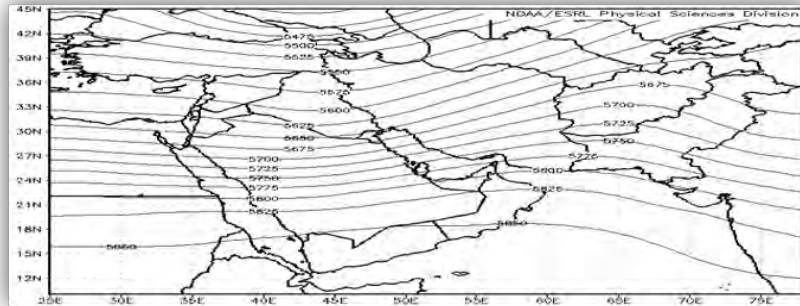 45N
NOAA/ESRL Physical Sciences Division
42N
5475
5500
39N
5525
5550
36N
5575
5675
33N
5600
5700
30N
5625
5725
5650
5750
5675
27N
5700
5775
5725
5800
24N
5750
5775
5825
21N
5800
5825
18N
5850
5850
15N
12N
25E 30E 35E 40E 45E 50E 55E 60E 65E 70E 75E